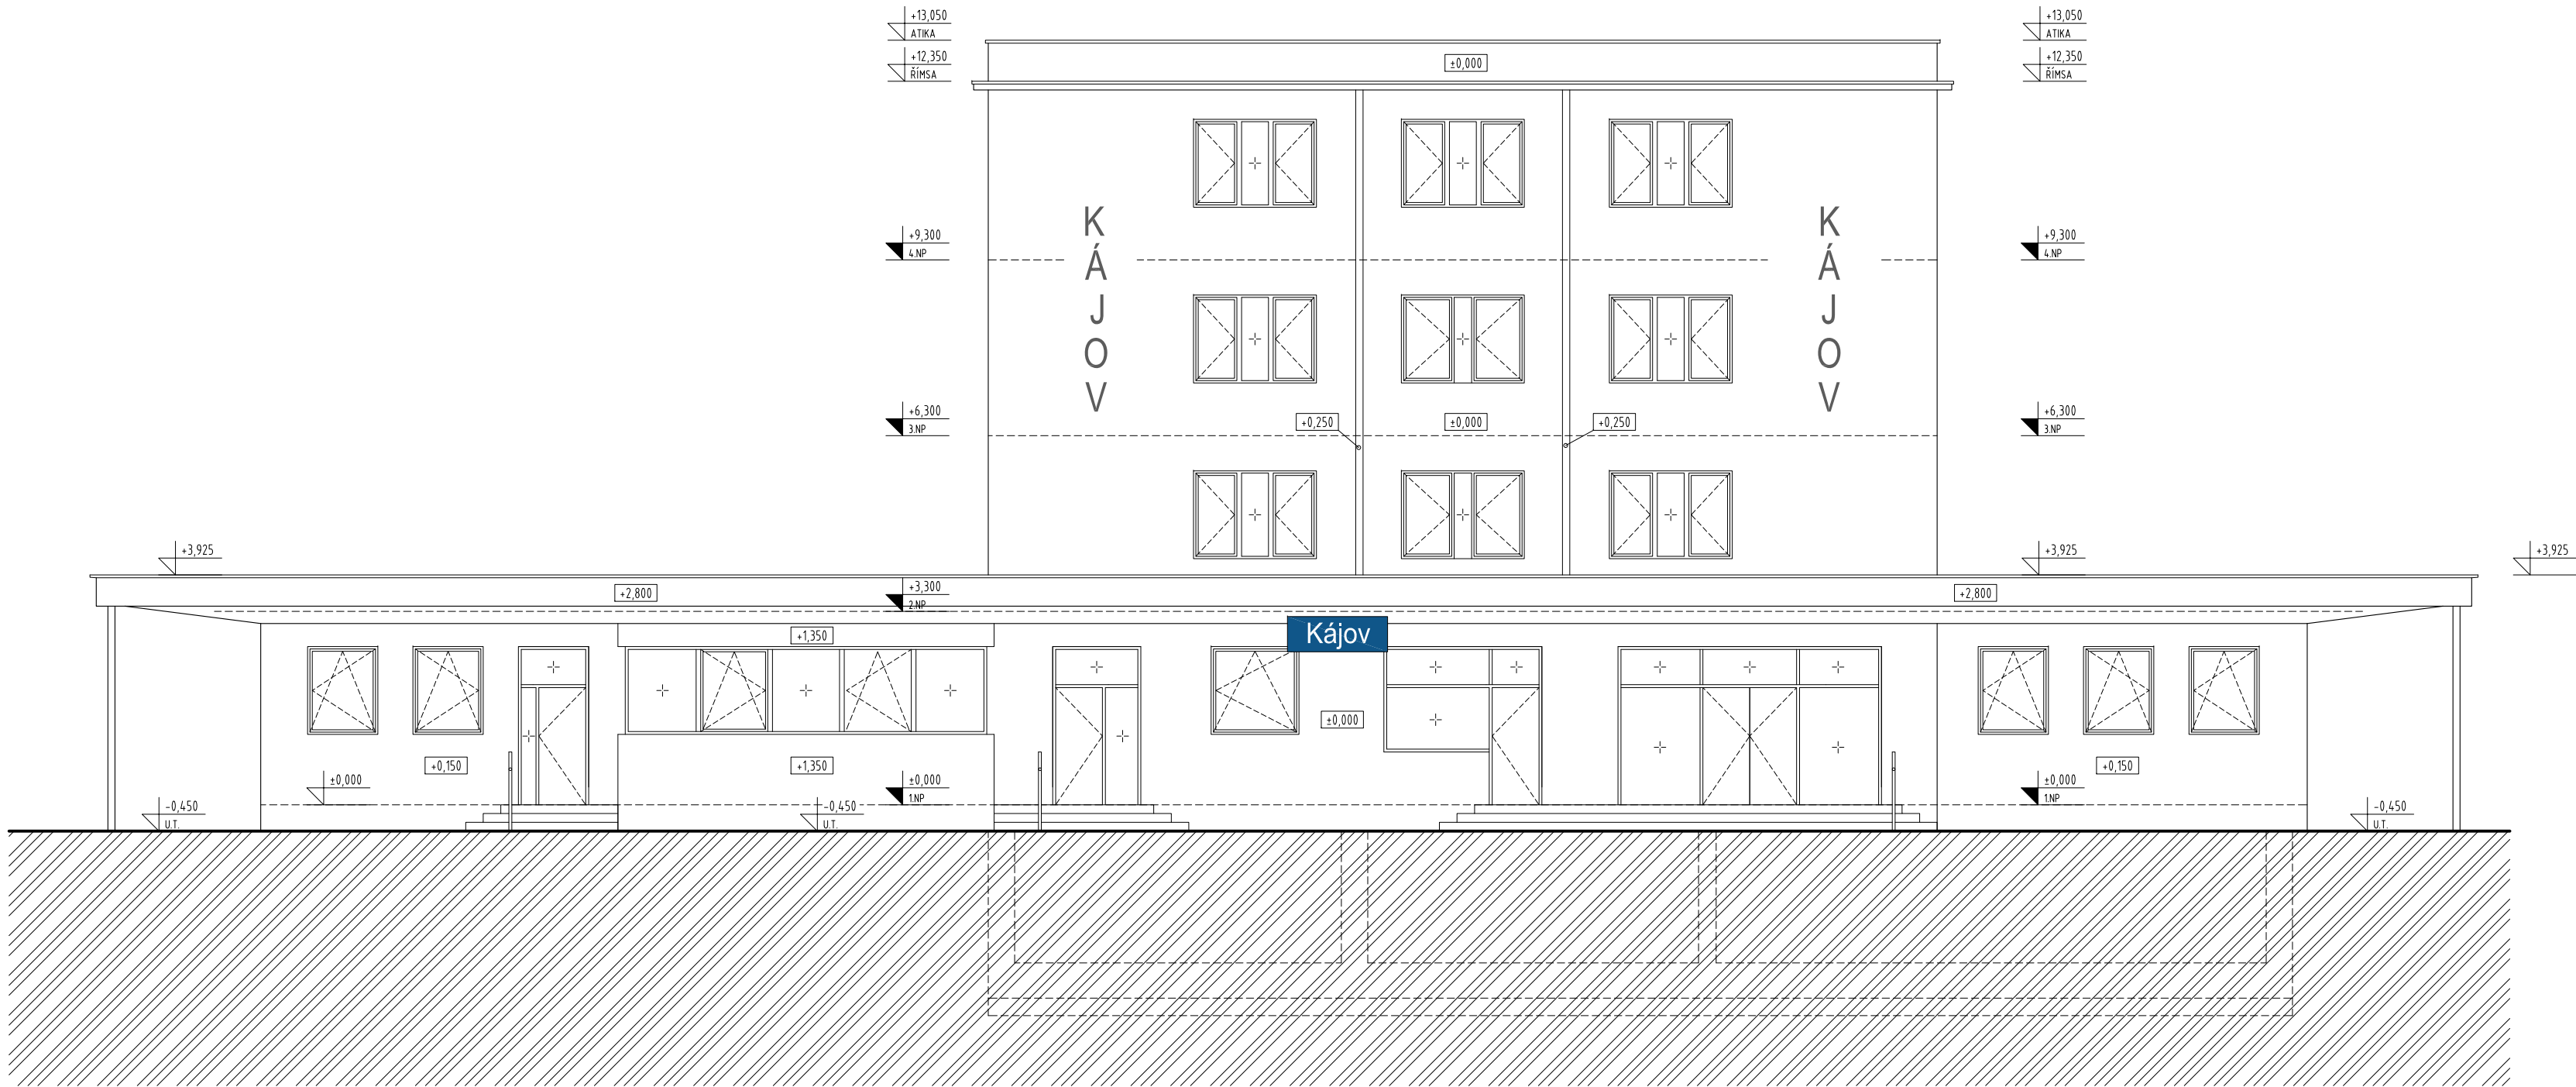 +13,050
ATIKA
+12,350
ŘÍMSA
±0,000
+13,050
ATIKA
+12,350
ŘÍMSA
K
Á
J
O
V
K
Á
J
O
V
+9,300
4.NP
+9,300
4.NP
+6,300
3.NP
+0,250
±0,000
+0,250
+6,300
3.NP
+3,925
+3,925
+3,925
+2,800
+3,300
2.NP
+2,800
+1,350
Kájov
±0,000
+0,150
+1,350
+0,150
±0,000
±0,000
1.NP
±0,000
1.NP
-0,450
U.T.
-0,450
U.T.
-0,450
U.T.